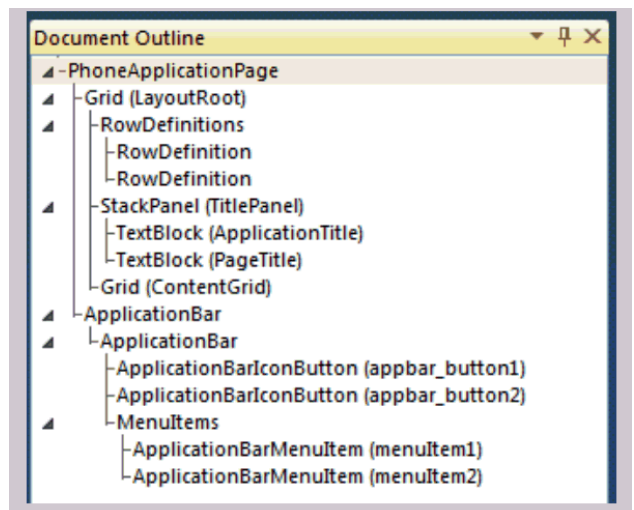 Document Outline
PhoneApplicationPage
Grid (LayoutRoot)
RowDefinitions
RowDefinition
RowDefinition
StackPanel (TitlePanel)
TextBlock (ApplicationTitle)
TextBlock (PageTitle)
Grid (ContentGrid)
ApplicationBar
ApplicationBar
ApplicationBarIconButton (appbar_button1)
ApplicationBarIconButton (appbar_button2)
MenuItems
ApplicationBarMenuItem (menuItem1)
ApplicationBarMenuItem (menuItem2)